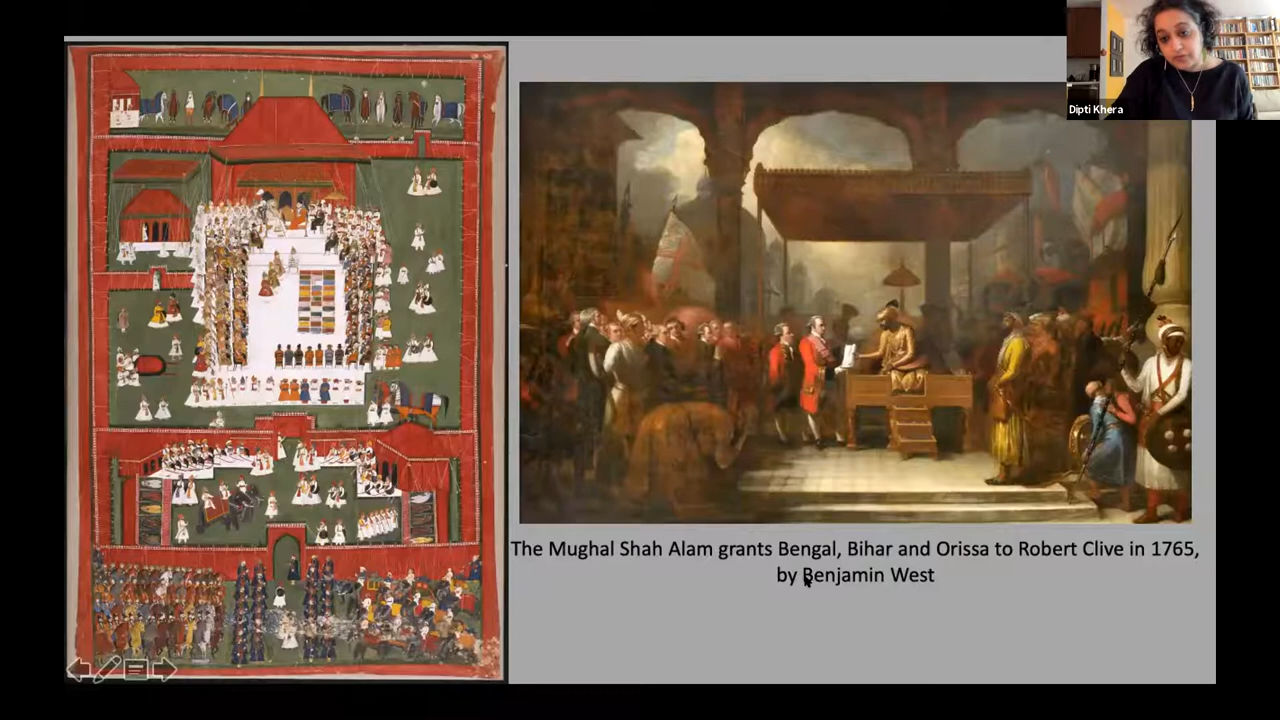 Dipti Khera
The Mughal Shah Alam grants Bengal, Bihar and Orissa to Robert Clive in 1765,
by Benjamin West